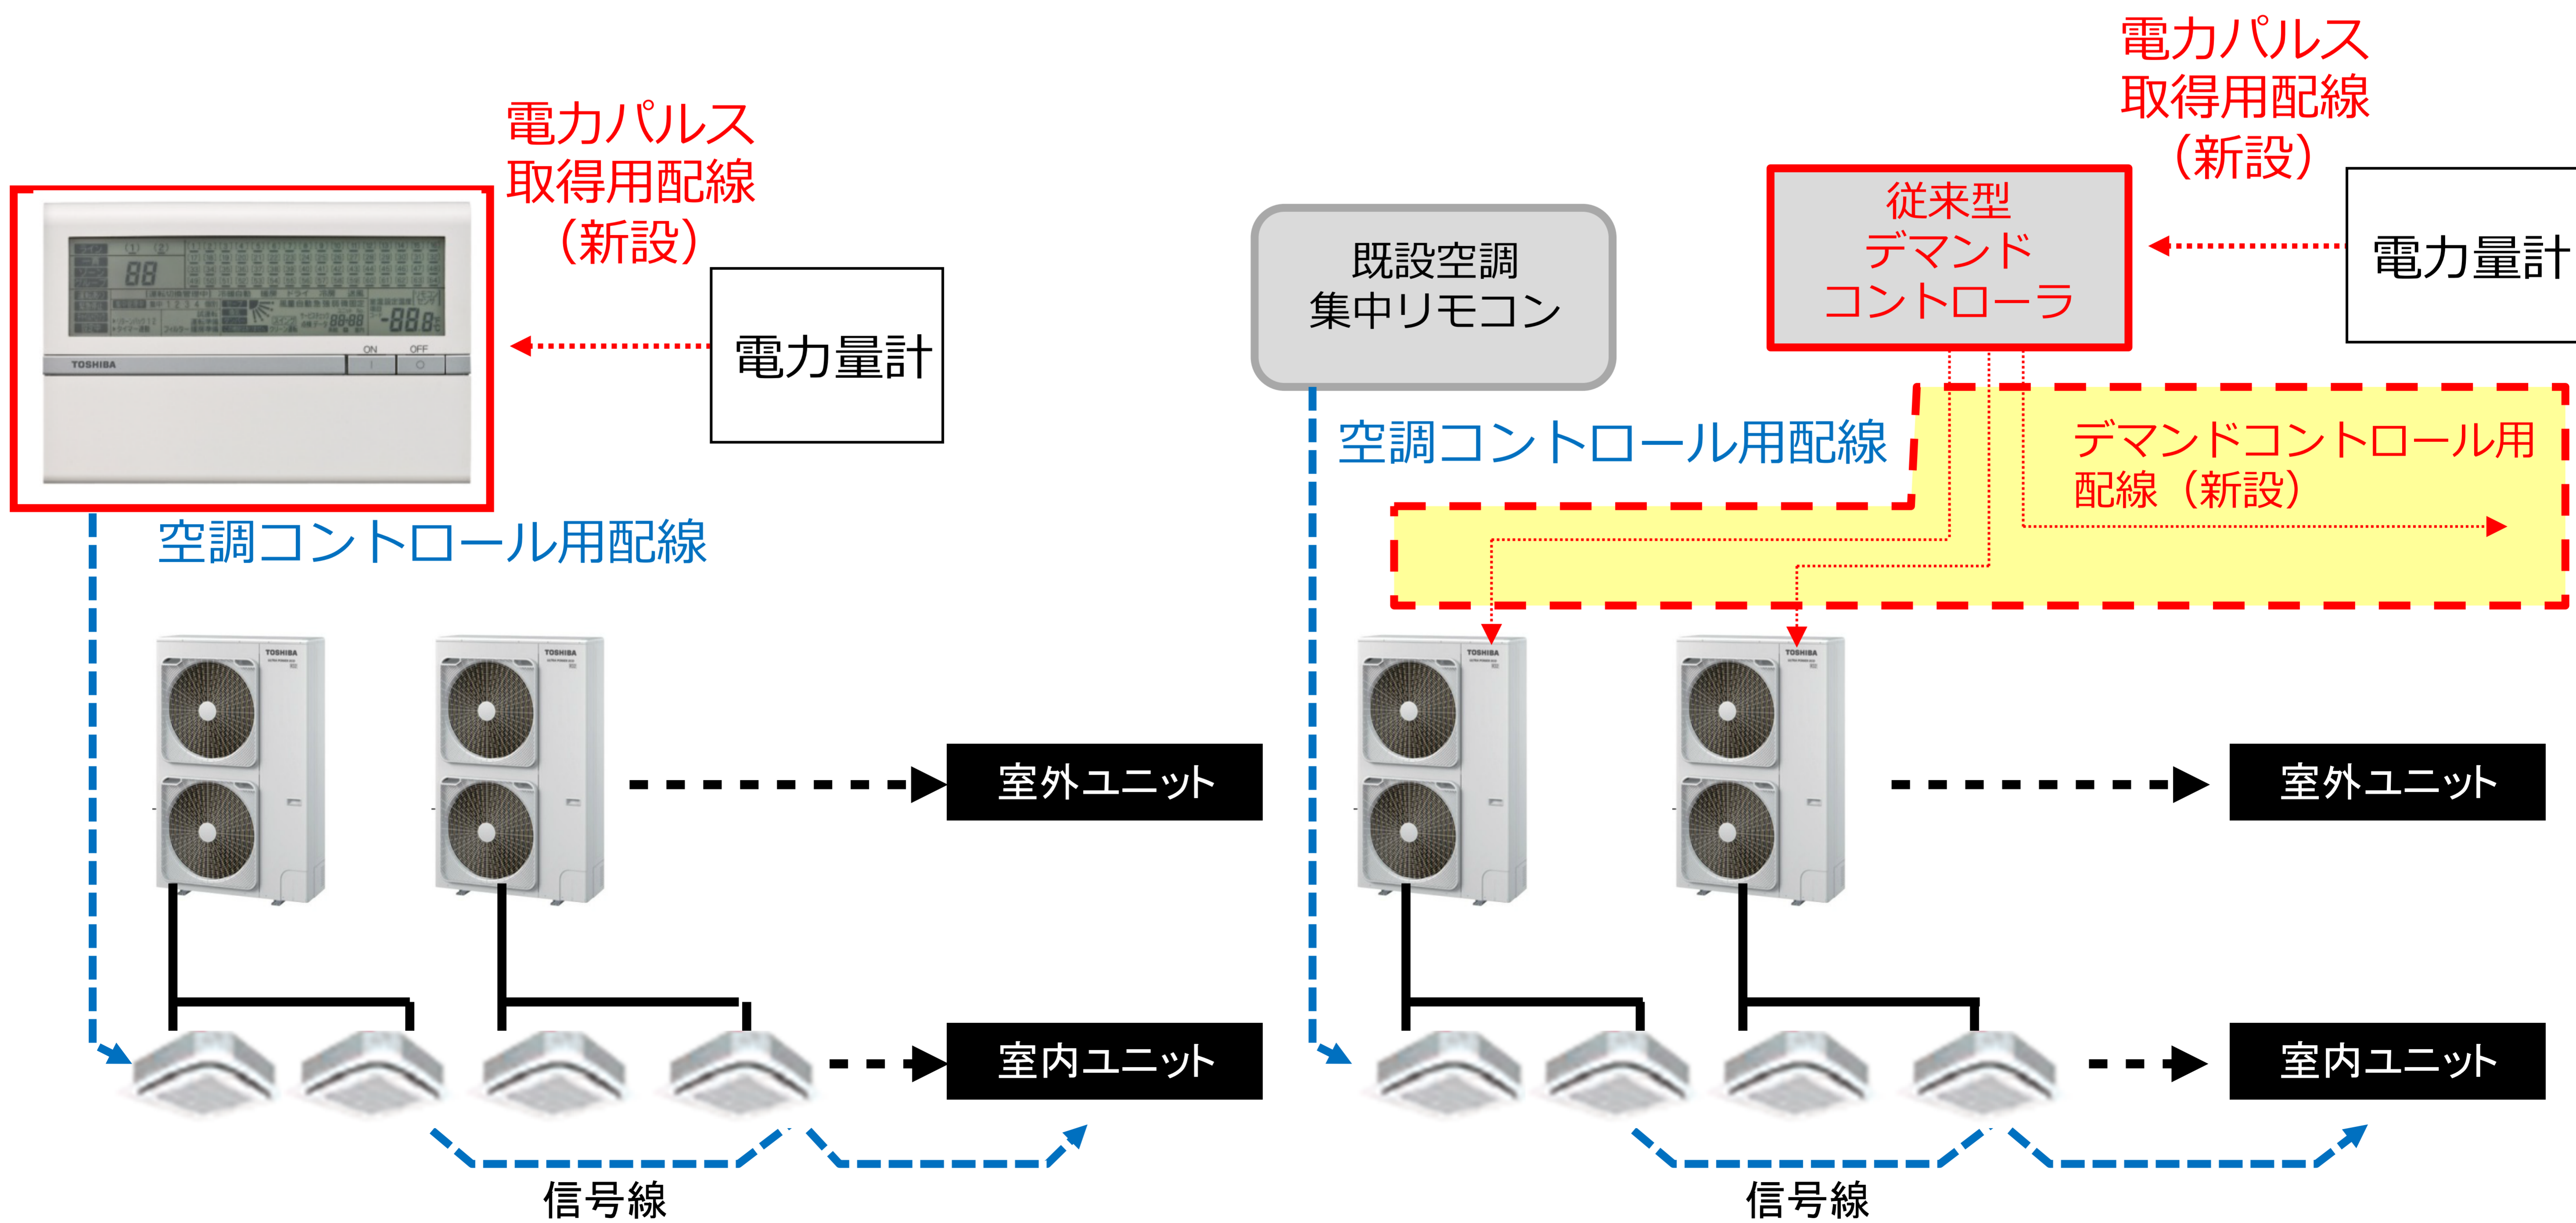 電力パルス
取得用配線
（新設）
TOSHIBA
ON
OFF
電力量計
空調コントロール用配線
TOSHIBA
TOSHIBA
室外ユニット
室内ユニット
信号線
電力パルス
取得用配線
（新設）
従来型
デマンド
コントローラ
電力量計
既設空調
集中リモコン
空調コントロール用配線
デマンドコントロール用
配線（新設）
TOSHIBA
TOSHIBA
室外ユニット
室内ユニット
信号線